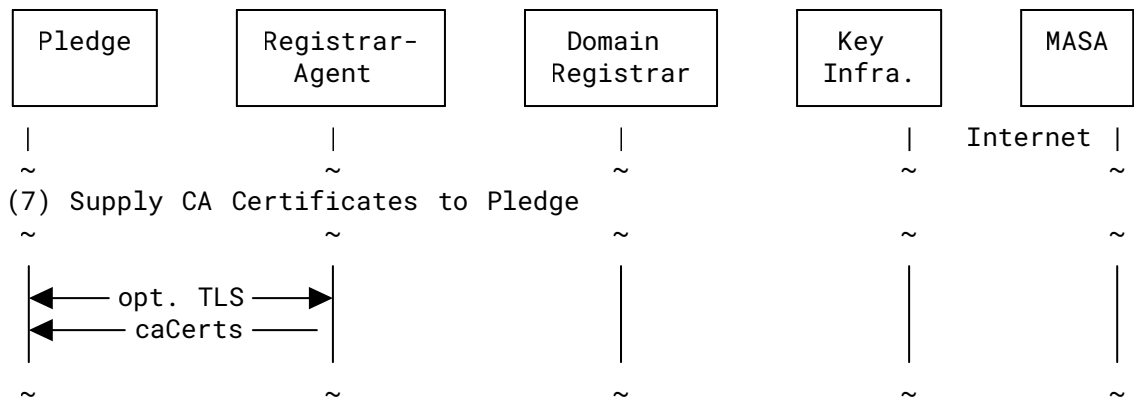 Pledge Registrar- Domain Key MASA
Agent Registrar Infra.
| | | | Internet |
~ ~ ~ ~ ~
(7) Supply CA Certificates to Pledge
~ ~ ~ ~ ~
opt. TLS
caCerts
~ ~ ~ ~ ~